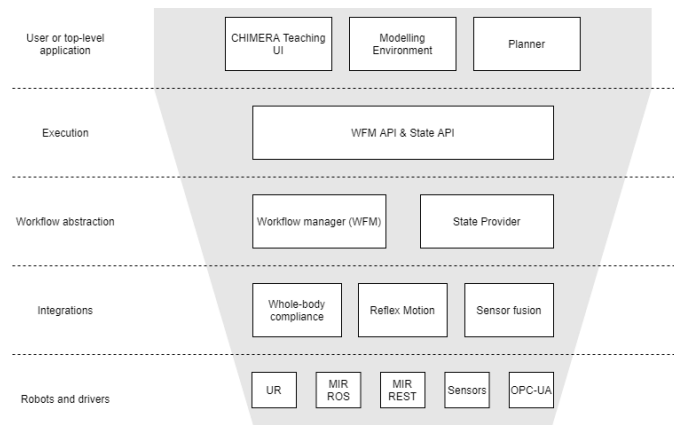 User or top-level
application
CHIMERA Teaching
UI
Modelling
Environment
Planner
Execution
WFM API & State API
Workflow abstraction
Workflow manager (WFM)
State Provider
Integrations
Whole-body
compliance
Reflex Motion
Sensor fusion
Robots and drivers
UR
MIR
ROS
MIR
REST
Sensors
OPC-UA